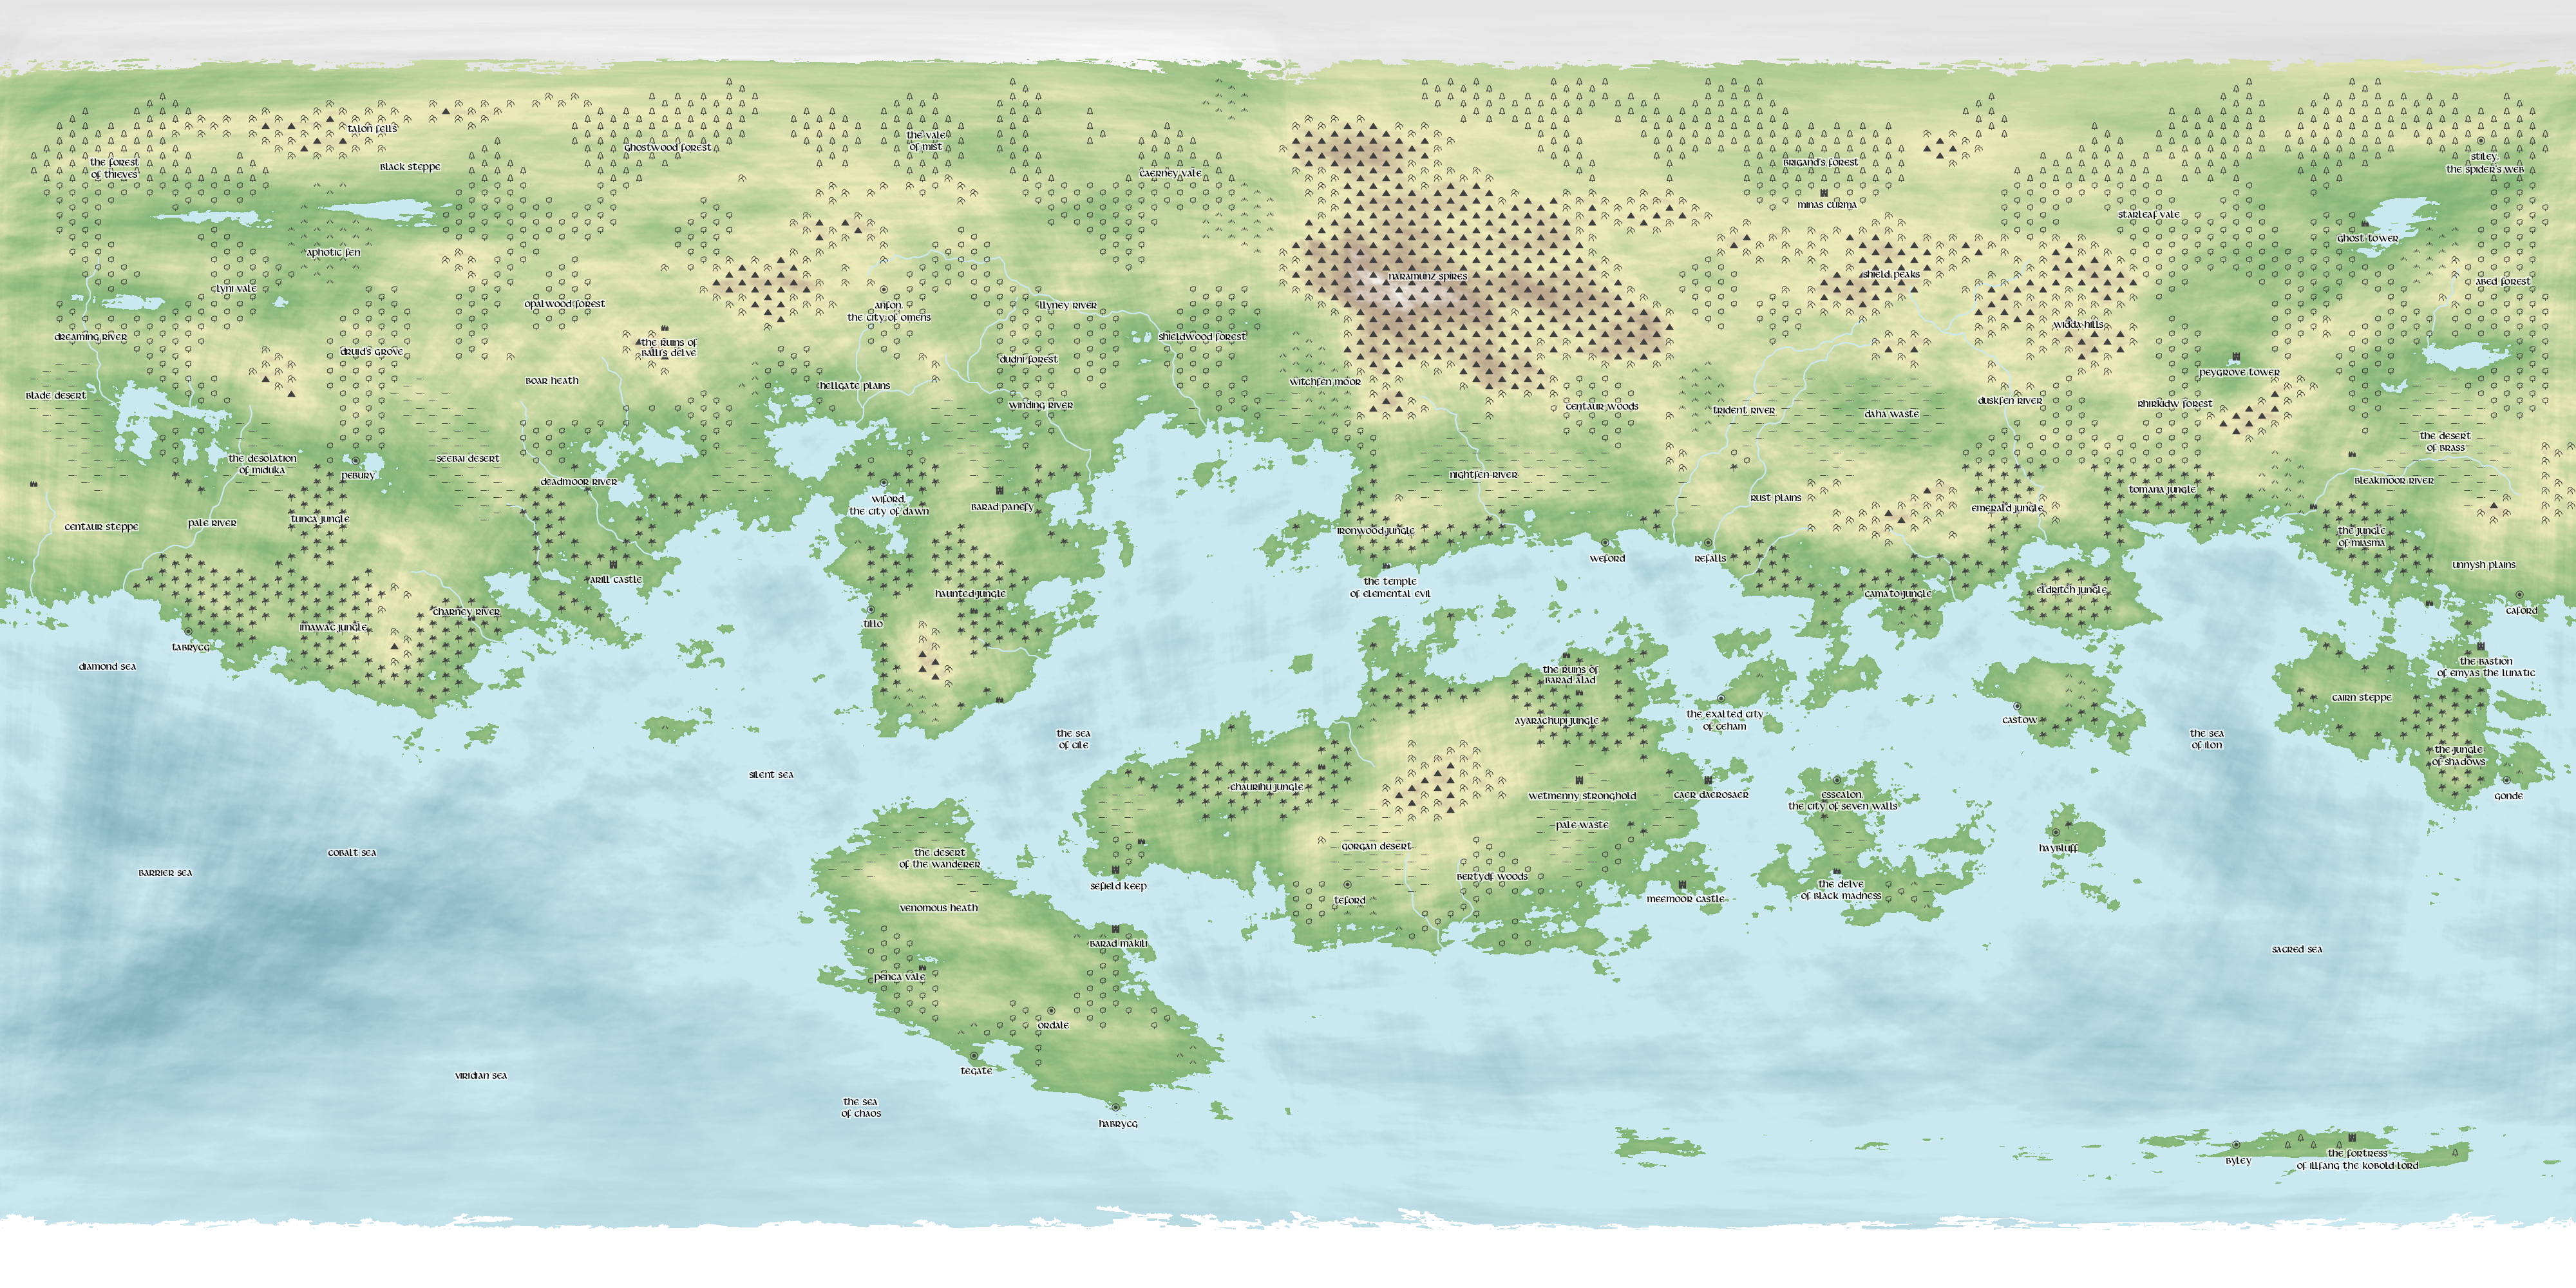 talon fells
the forest
of thieves
black steppe
ghostwood forest
the vale
of mist
caerney vale
brigand's forest
minas curma
starleaf vale
stiley,
the spider's web
ghost tower
aphotic fen
lyni vale
opalwood forest
anfon
the city of omens
llyney river
naramunz spires
shield peaks
widda hills
abed forest
dreaming river
druid's grove
the ruins of
balli's delve
dudni forest
shieldwood forest
blade desert
boar heath
hellgate plains
winding river
witchfen moor
centaur woods
trident river
daha waste
duskfen river
rhirkidw forest
peygrove tower
the desert
of brass
the desolation
of miduka
pebury
seebai desert
deadmoor river
wiford,
the city of dawn
barad panefy
nightfen river
rust plains
emerald jungle
tomana jungle
bleakmoor river
centaur steppe
pale river
tunca jungle
ironwood jungle
weford
refalls
the jungle
of miasma
unnysh plains
arill castle
charney river
haunted jungle
tillo
the temple
of elemental evil
camato jungle
eldritch jungle
caford
tabrycg
imawac jungle
diamond sea
the ruins of
barad alad
the bastion
of emyas the lunatic
cairn steppe
ayarachupi jungle
the exalted city
of ceham
castow
the sea
of cile
the sea
of ilon
silent sea
the jungle
of shadows
chaurihu jungle
wetmenny stronghold
caer daerosaer
essealon,
the city of seven walls
gonde
pale waste
gorgan desert
haybluff
cobalt sea
barrier sea
the desert
of the wanderer
sefield keep
bertydf woods
teford
meemoor castle
the delve
of black madness
venomous heath
barad makili
sacred sea
penca vale
ordale
tegate
viridian sea
the sea
of chaos
habrycg
byley
the fortress
of illfang the kobold lord